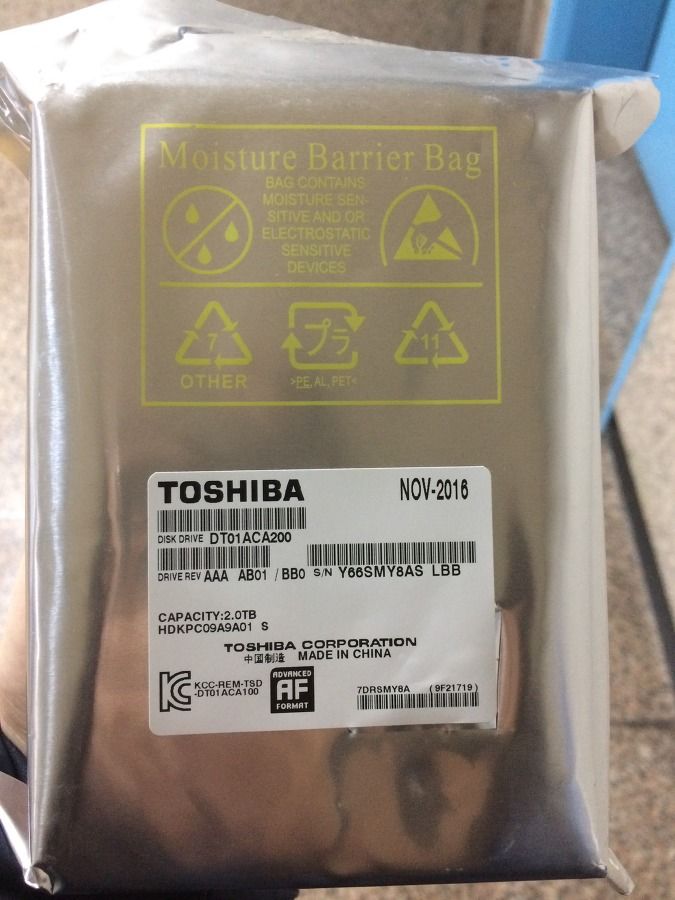 Moisture Barrier Bag
BAG CONTAINS
MOISTURE SEN-
SITIVE AND OR
ELECTROSTATIC
SENSITIVE
DEVICES
7
OTHER
プラ
>PE, AL, PET<
11
TOSHIBA
NOV-2016
DISK DRIVE DT01ACA200
DRIVE REV AAA AB01 / BB0 S/N Y66SMY8AS LBB
CAPACITY:2.0TB
HDKPC09A9A01 S
TOSHIBA CORPORATION
中国制造 MADE IN CHINA
KCC-REM-TSD
-DT01ACA100
ADVANCED
AF
FORMAT
7DRSMY8A (9F21719)